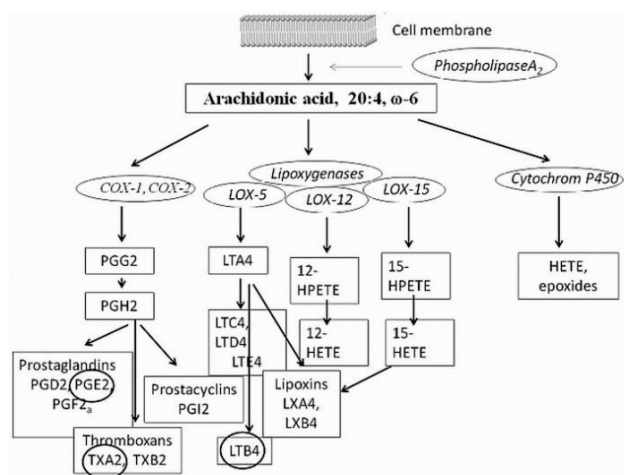 Cell membrane
PhospholipaseA2
Arachidonic acid, 20:4, ω-6
COX-1, COX-2
Lipoxygenases
LOX-5
LOX-12
LOX-15
Cytochrom P450
PGG2
LTA4
12-
HPETE
15-
HPETE
HETE,
epoxides
PGH2
LTC4,
LTD4
LTE4
12-
HETE
15-
HETE
Prostaglandins
PGD2, PGE2,
PGF2a
Prostacyclins
PGI2
Lipoxins
LXA4,
LXB4
Thromboxans
TXA2, TXB2
LTB4